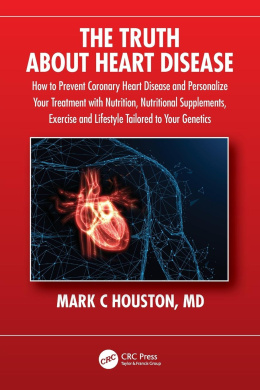 THE TRUTH
ABOUT HEART DISEASE
How to Prevent Coronary Heart Disease and Personalize
Your Treatment with Nutrition, Nutritional Supplements,
Exercise and Lifestyle Tailored to Your Genetics
MARK C HOUSTON, MD
CRC
CRC Press
Taylor & Francis Group